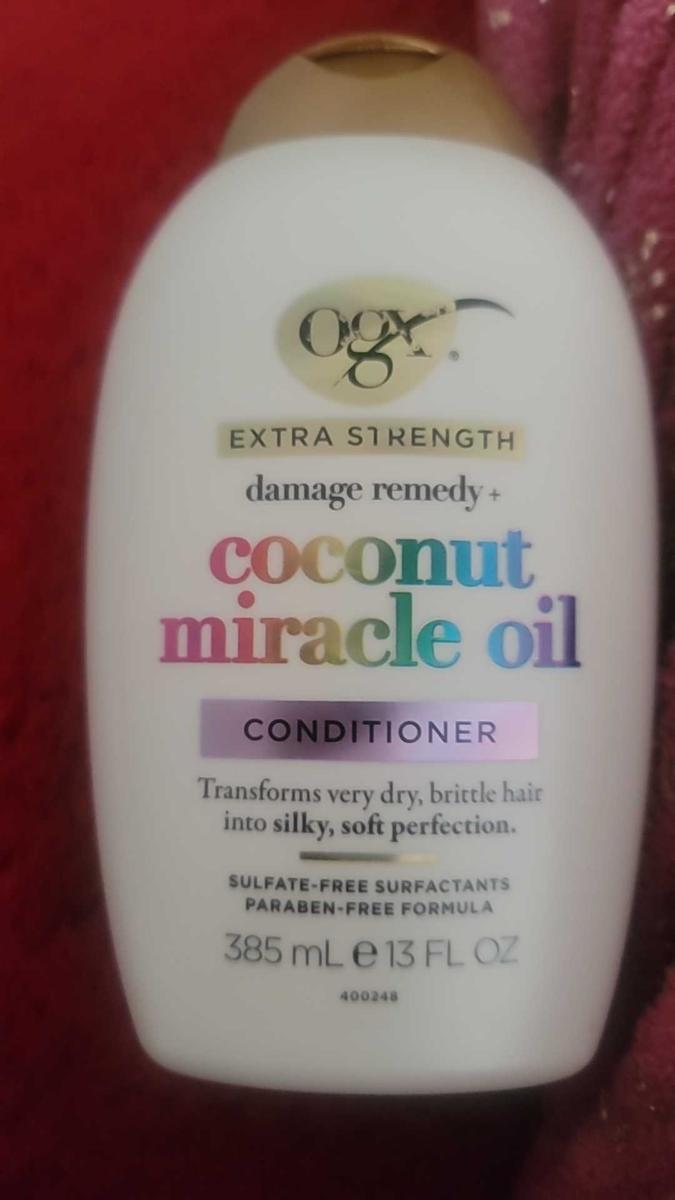 ogx®
EXTRA STRENGTH
damage remedy+
coconut
miracle oil
CONDITIONER
Transforms very dry, brittle hair
into silky, soft perfection.
SULFATE-FREE SURFACTANTS
PARABEN-FREE FORMULA
385 mL ℮ 13 FL OZ
400248